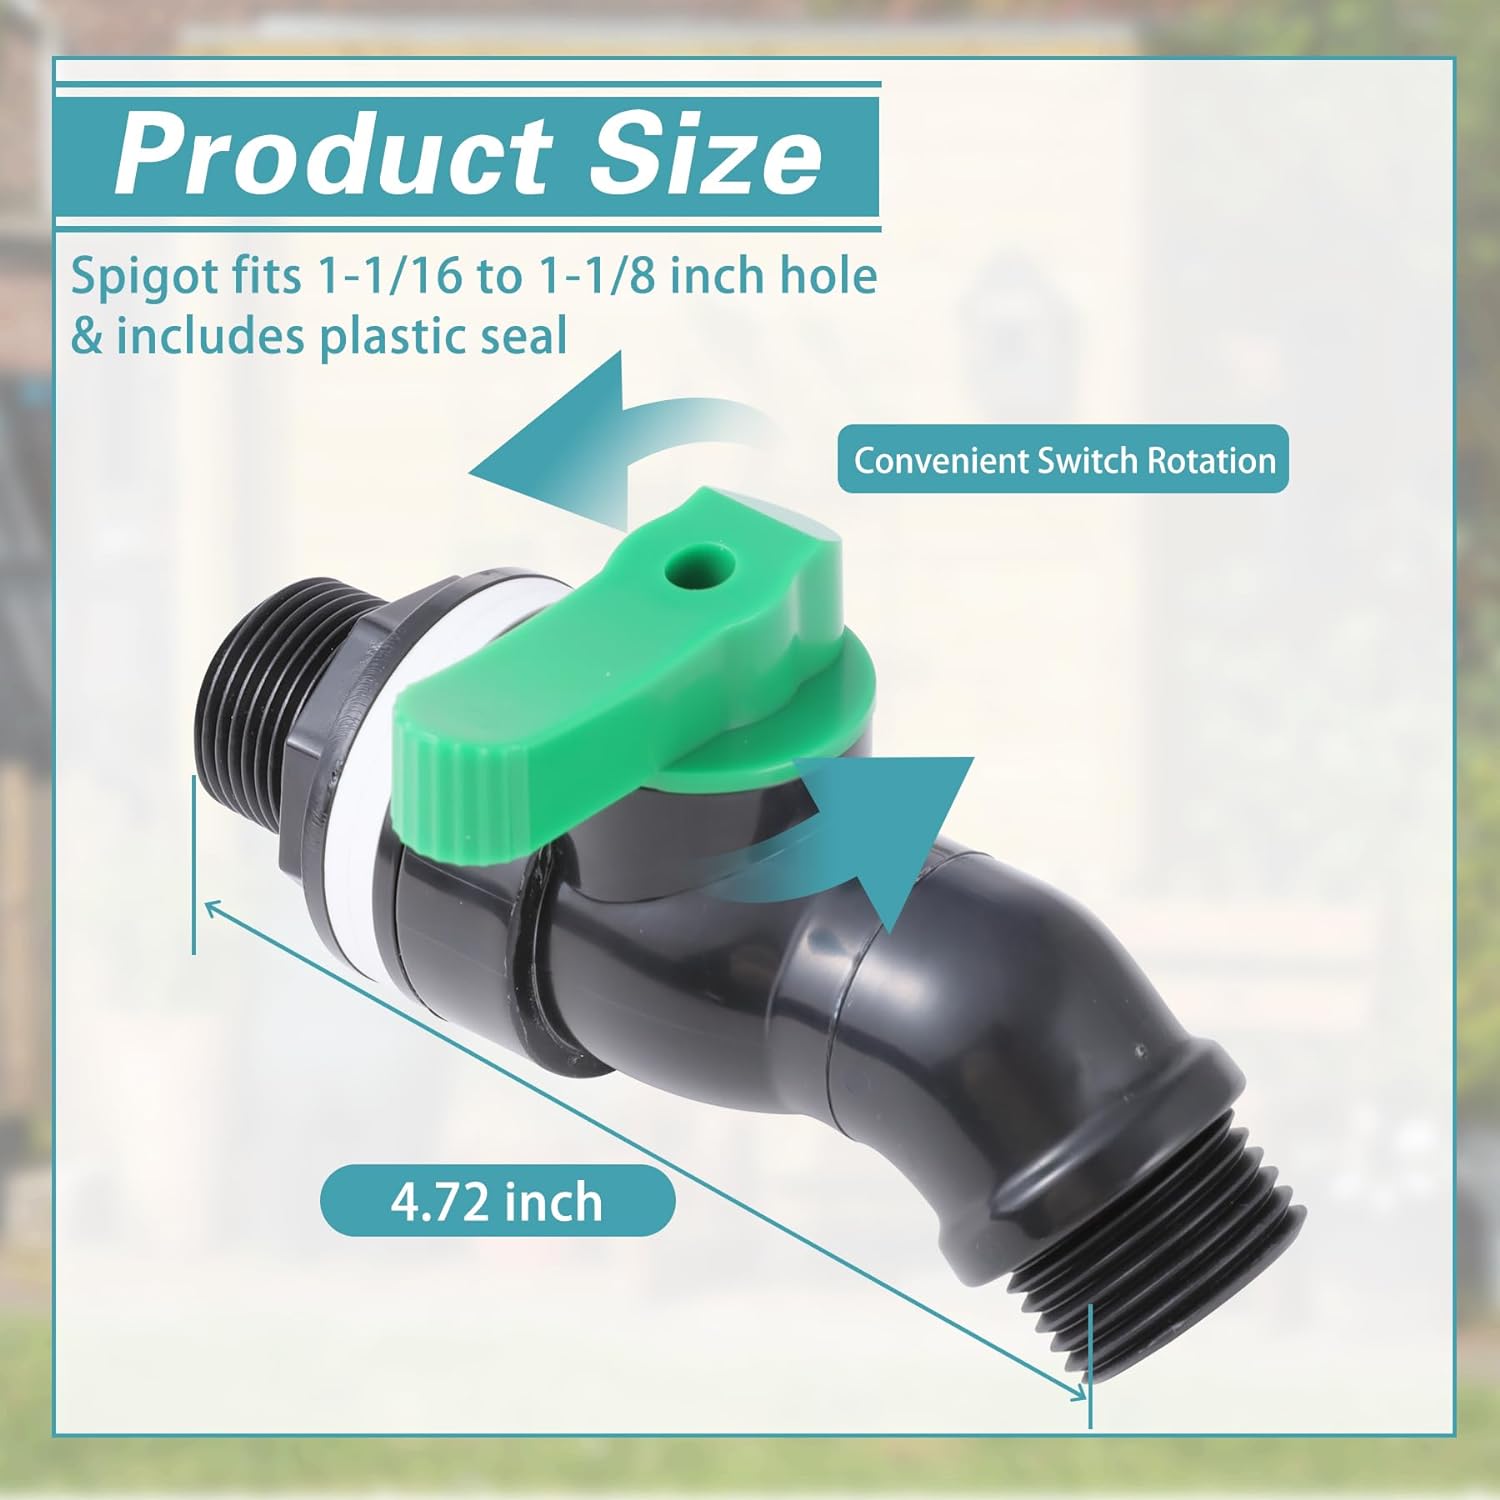 Product Size
Spigot fits 1-1/16 to 1-1/8 inch hole
& includes plastic seal
Convenient Switch Rotation
4.72 inch